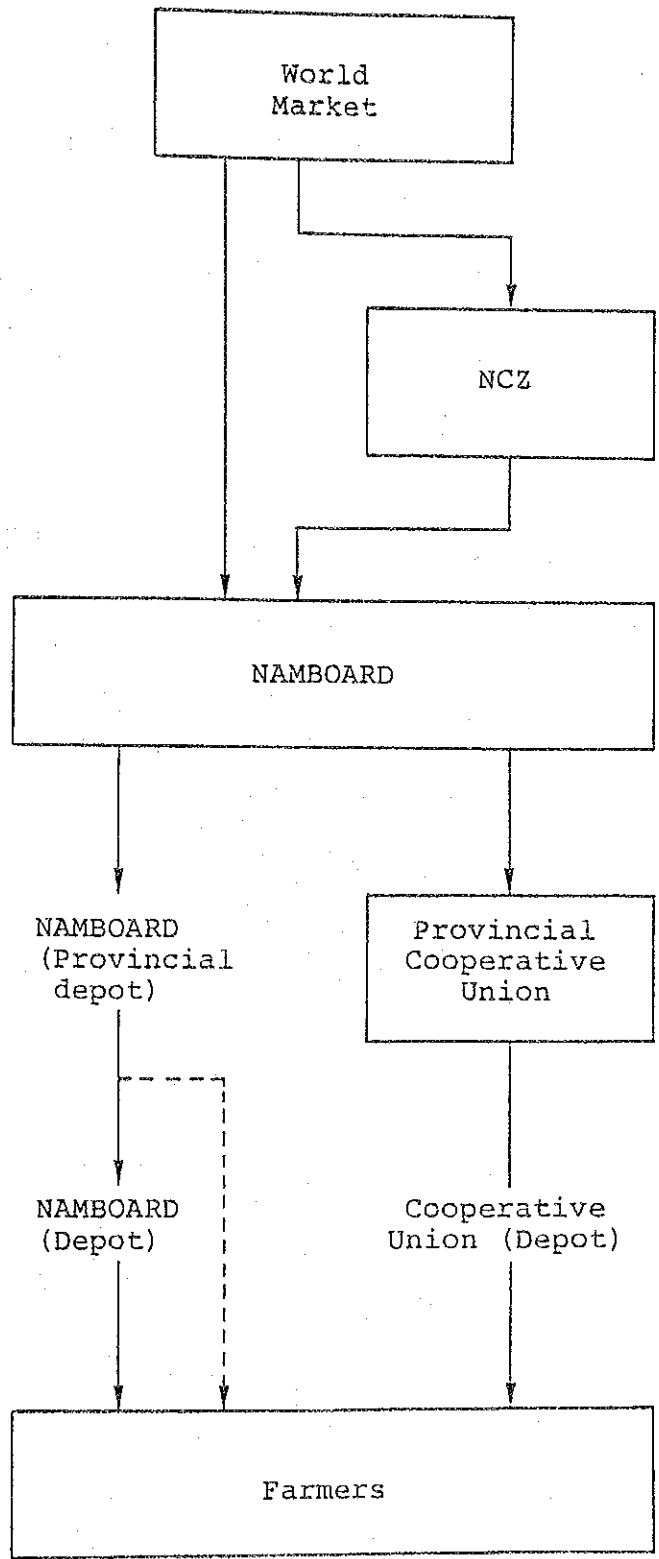 World
Market
NCZ
NAMBOARD
NAMBOARD
(Provincial
depot)
Provincial
Cooperative
Union
NAMBOARD
(Depot)
Cooperative
Union (Depot)
Farmers